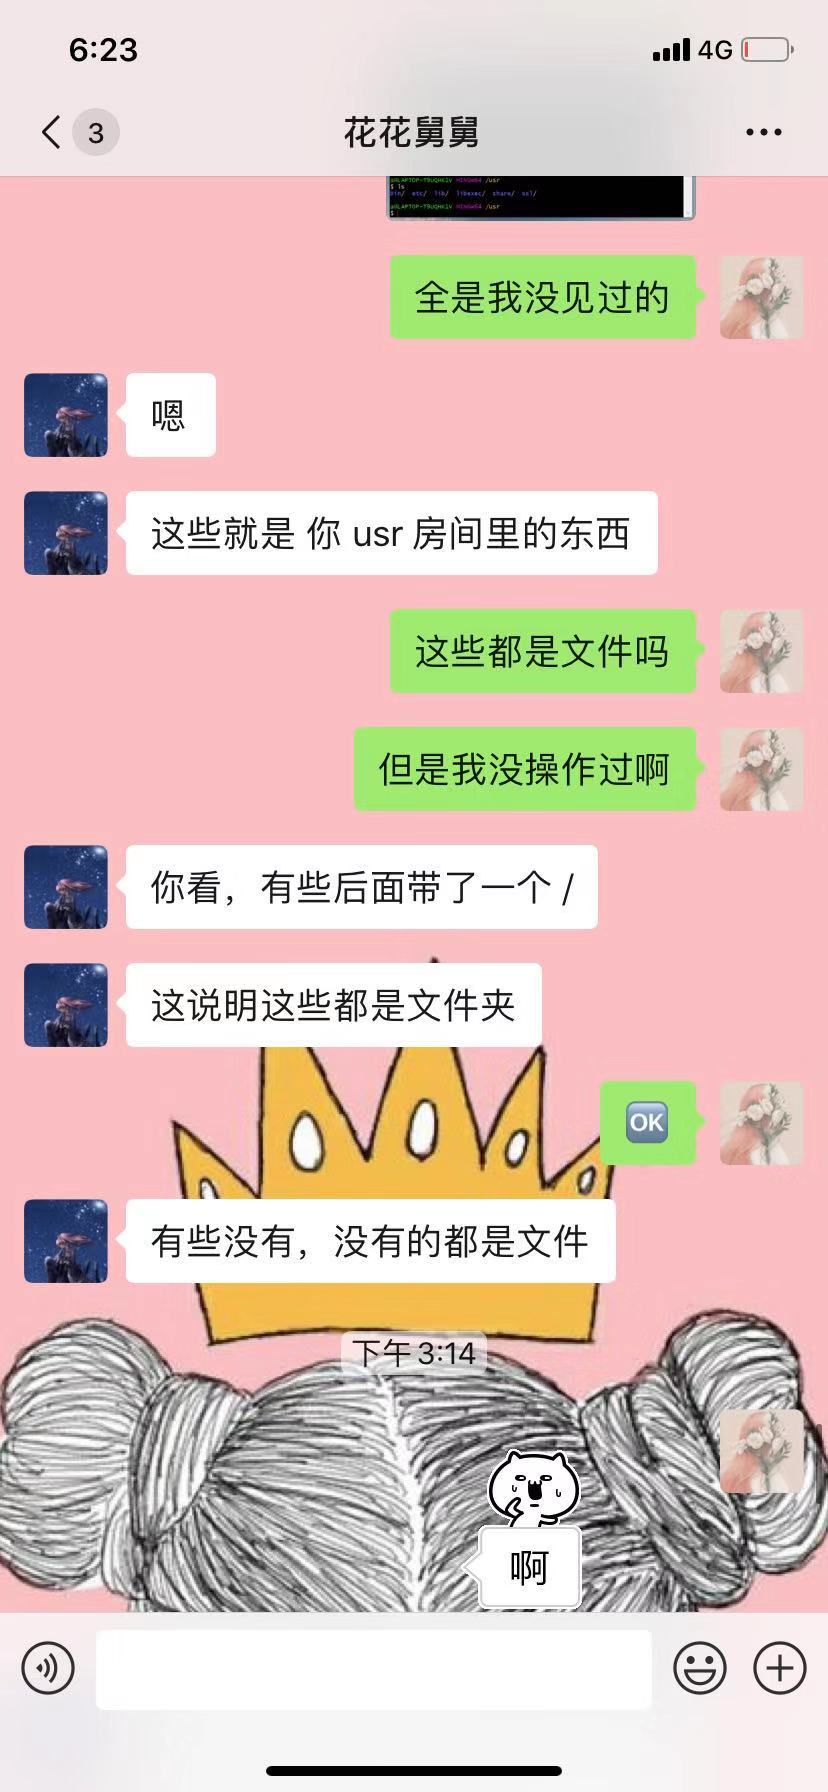 6:23
4G
3
花花舅舅
a@LAPTOP-T9UQHK1V MINGW64 /usr
$ ls
bin/ etc/ lib/ libexec/ share/ ssl/
a@LAPTOP-T9UQHK1V MINGW64 /usr
$
全是我没见过的
嗯
这些就是 你 usr 房间里的东西
这些都是文件吗
但是我没操作过啊
你看，有些后面带了一个 /
这说明这些都是文件夹
OK
有些没有，没有的都是文件
下午 3:14
啊